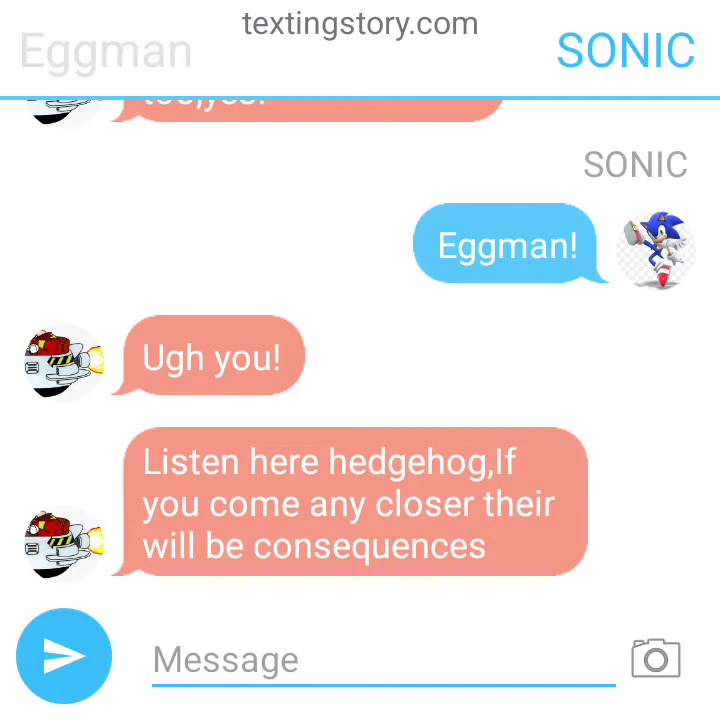 textingstory.com
Eggman
SONIC
SONIC
Eggman!
Ugh you!
Listen here hedgehog,If
you come any closer their
will be consequences
Message